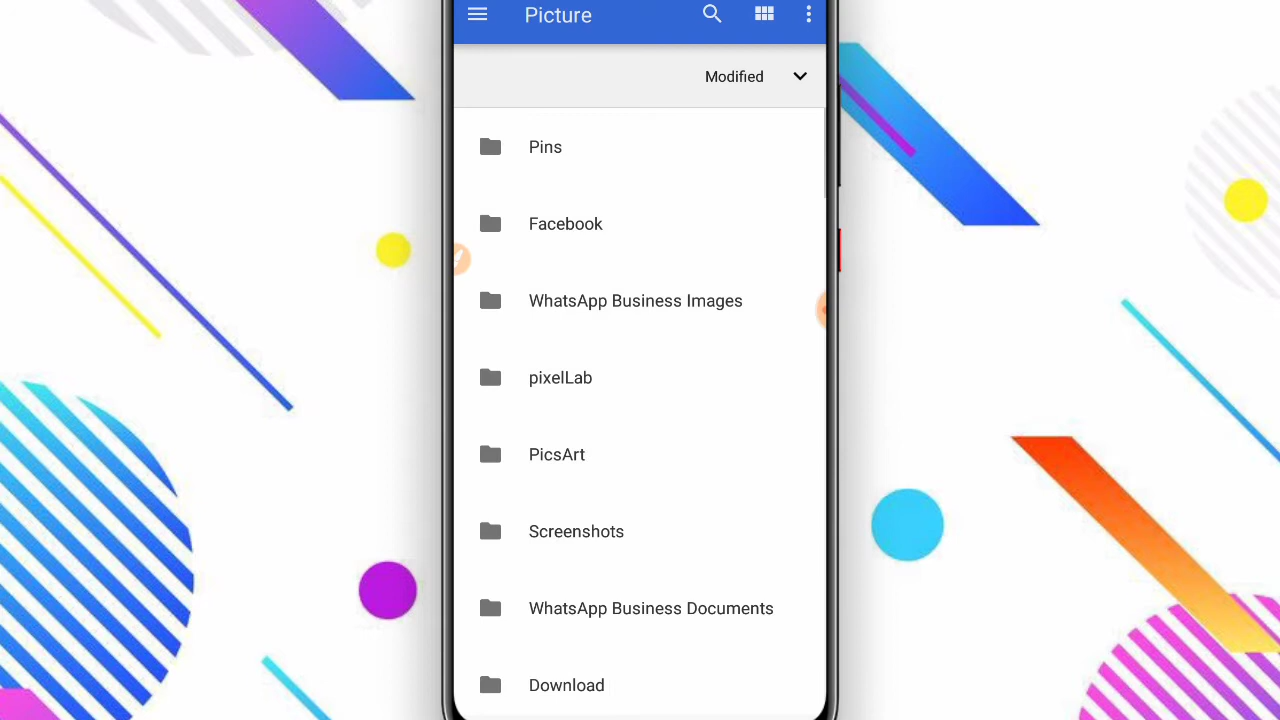 Picture
Modified
Pins
Facebook
WhatsApp Business Images
pixelLab
PicsArt
Screenshots
WhatsApp Business Documents
Download